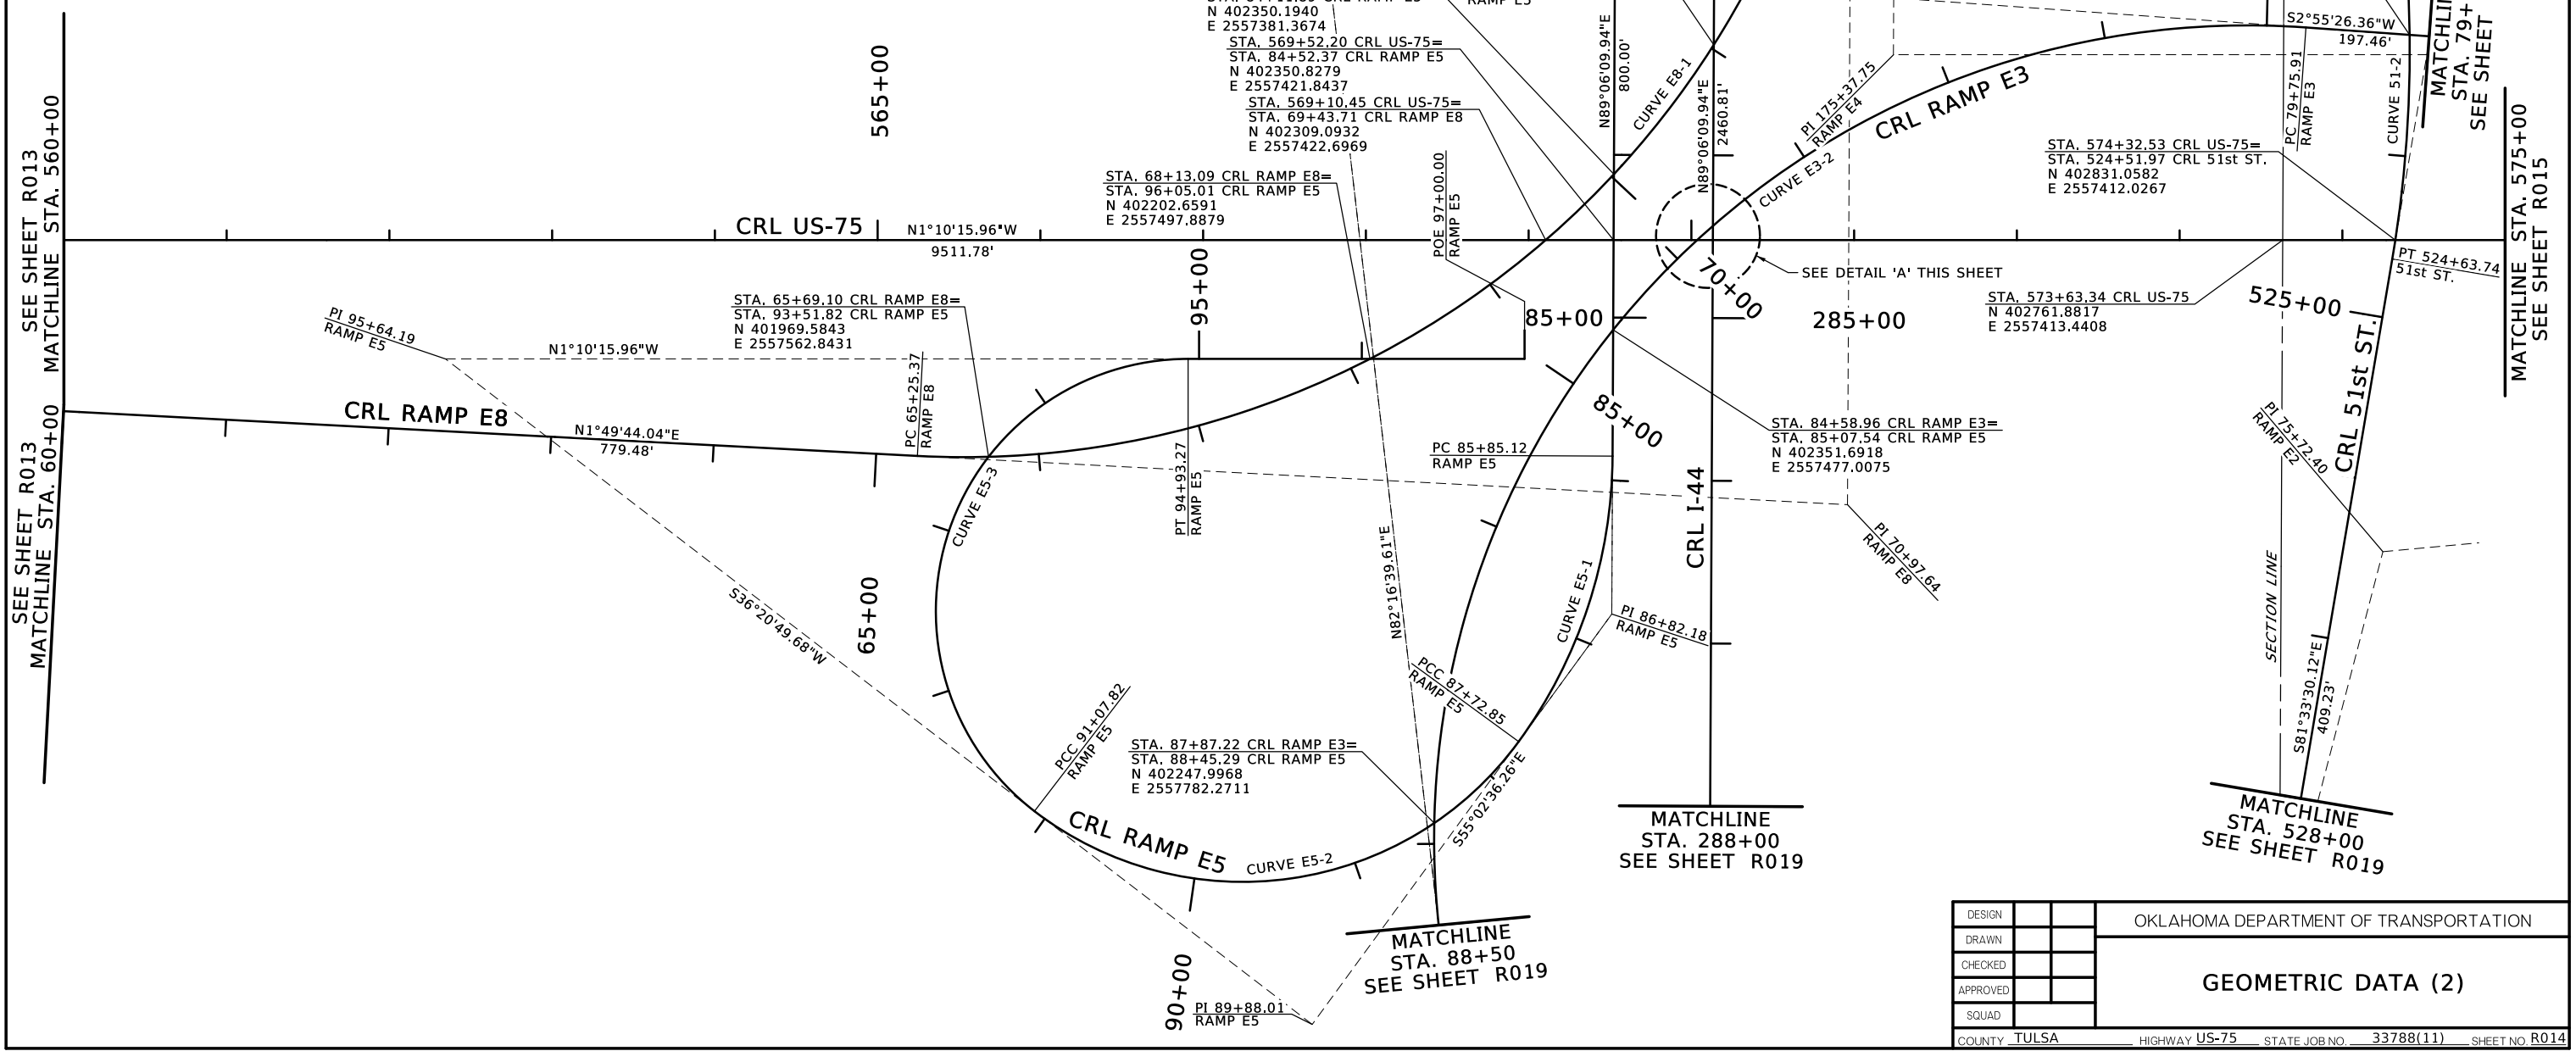 N 402350.1940
E 2557381.3674
STA. 569+52.20 CRL US-75=
STA. 84+52.37 CRL RAMP E5
N 402350.8279
E 2557421.8437
STA. 569+10.45 CRL US-75=
STA. 69+43.71 CRL RAMP E8
N 402309.0932
E 2557422.6969
STA. 68+13.09 CRL RAMP E8=
STA. 96+05.01 CRL RAMP E5
N 402202.6591
E 2557497.8879
565+00
SEE SHEET R013
MATCHLINE STA. 560+00
CRL US-75
N1°10'15.96"W
9511.78'
POE 97+00.00
RAMP E5
N89°06'09.94"E
800.00'
CURVE E8-1
N89°06'09.94"E
2460.81'
PI 175+37.75
RAMP E4
CRL RAMP E3
CURVE E3-2
S2°55'26.36"W
197.46'
PC 79+75.91
RAMP E3
CURVE 51-2
STA. 79+
SEE SHEET
STA. 574+32.53 CRL US-75=
STA. 524+51.97 CRL 51st ST.
N 402831.0582
E 2557412.0267
MATCHLINE STA. 575+00
SEE SHEET R015
SEE DETAIL 'A' THIS SHEET
70+00
PT 524+63.74
51st ST.
STA. 573+63.34 CRL US-75
N 402761.8817
E 2557413.4408
525+00
285+00
85+00
95+00
PI 95+64.19
RAMP E5
N1°10'15.96"W
STA. 65+69.10 CRL RAMP E8=
STA. 93+51.82 CRL RAMP E5
N 401969.5843
E 2557562.8431
PC 65+25.37
RAMP E8
CRL RAMP E8
N1°49'44.04"E
779.48'
SEE SHEET R013
MATCHLINE STA. 60+00
PT 94+93.27
RAMP E5
CURVE E5-3
65+00
S36°20'49.68"W
PC 85+85.12
RAMP E5
85+00
STA. 84+58.96 CRL RAMP E3=
STA. 85+07.54 CRL RAMP E5
N 402351.6918
E 2557477.0075
CRL I-44
N82°16'39.61"E
CURVE E5-1
PI 86+82.18
RAMP E5
PI 70+97.64
RAMP E8
CRL 51st ST.
PI 75+72.40
RAMP E2
SECTION LINE
S81°33'30.12"E
409.23'
PCC 87+72.85
RAMP E5
PCC 91+07.82
RAMP E5
STA. 87+87.22 CRL RAMP E3=
STA. 88+45.29 CRL RAMP E5
N 402247.9968
E 2557782.2711
S55°02'36.26"E
CRL RAMP E5
CURVE E5-2
MATCHLINE
STA. 288+00
SEE SHEET R019
MATCHLINE
STA. 528+00
SEE SHEET R019
MATCHLINE
STA. 88+50
SEE SHEET R019
90+00
PI 89+88.01
RAMP E5
DESIGN
DRAWN
CHECKED
APPROVED
SQUAD
OKLAHOMA DEPARTMENT OF TRANSPORTATION
GEOMETRIC DATA (2)
COUNTY TULSA HIGHWAY US-75 STATE JOB NO. 33788(11) SHEET NO. R014